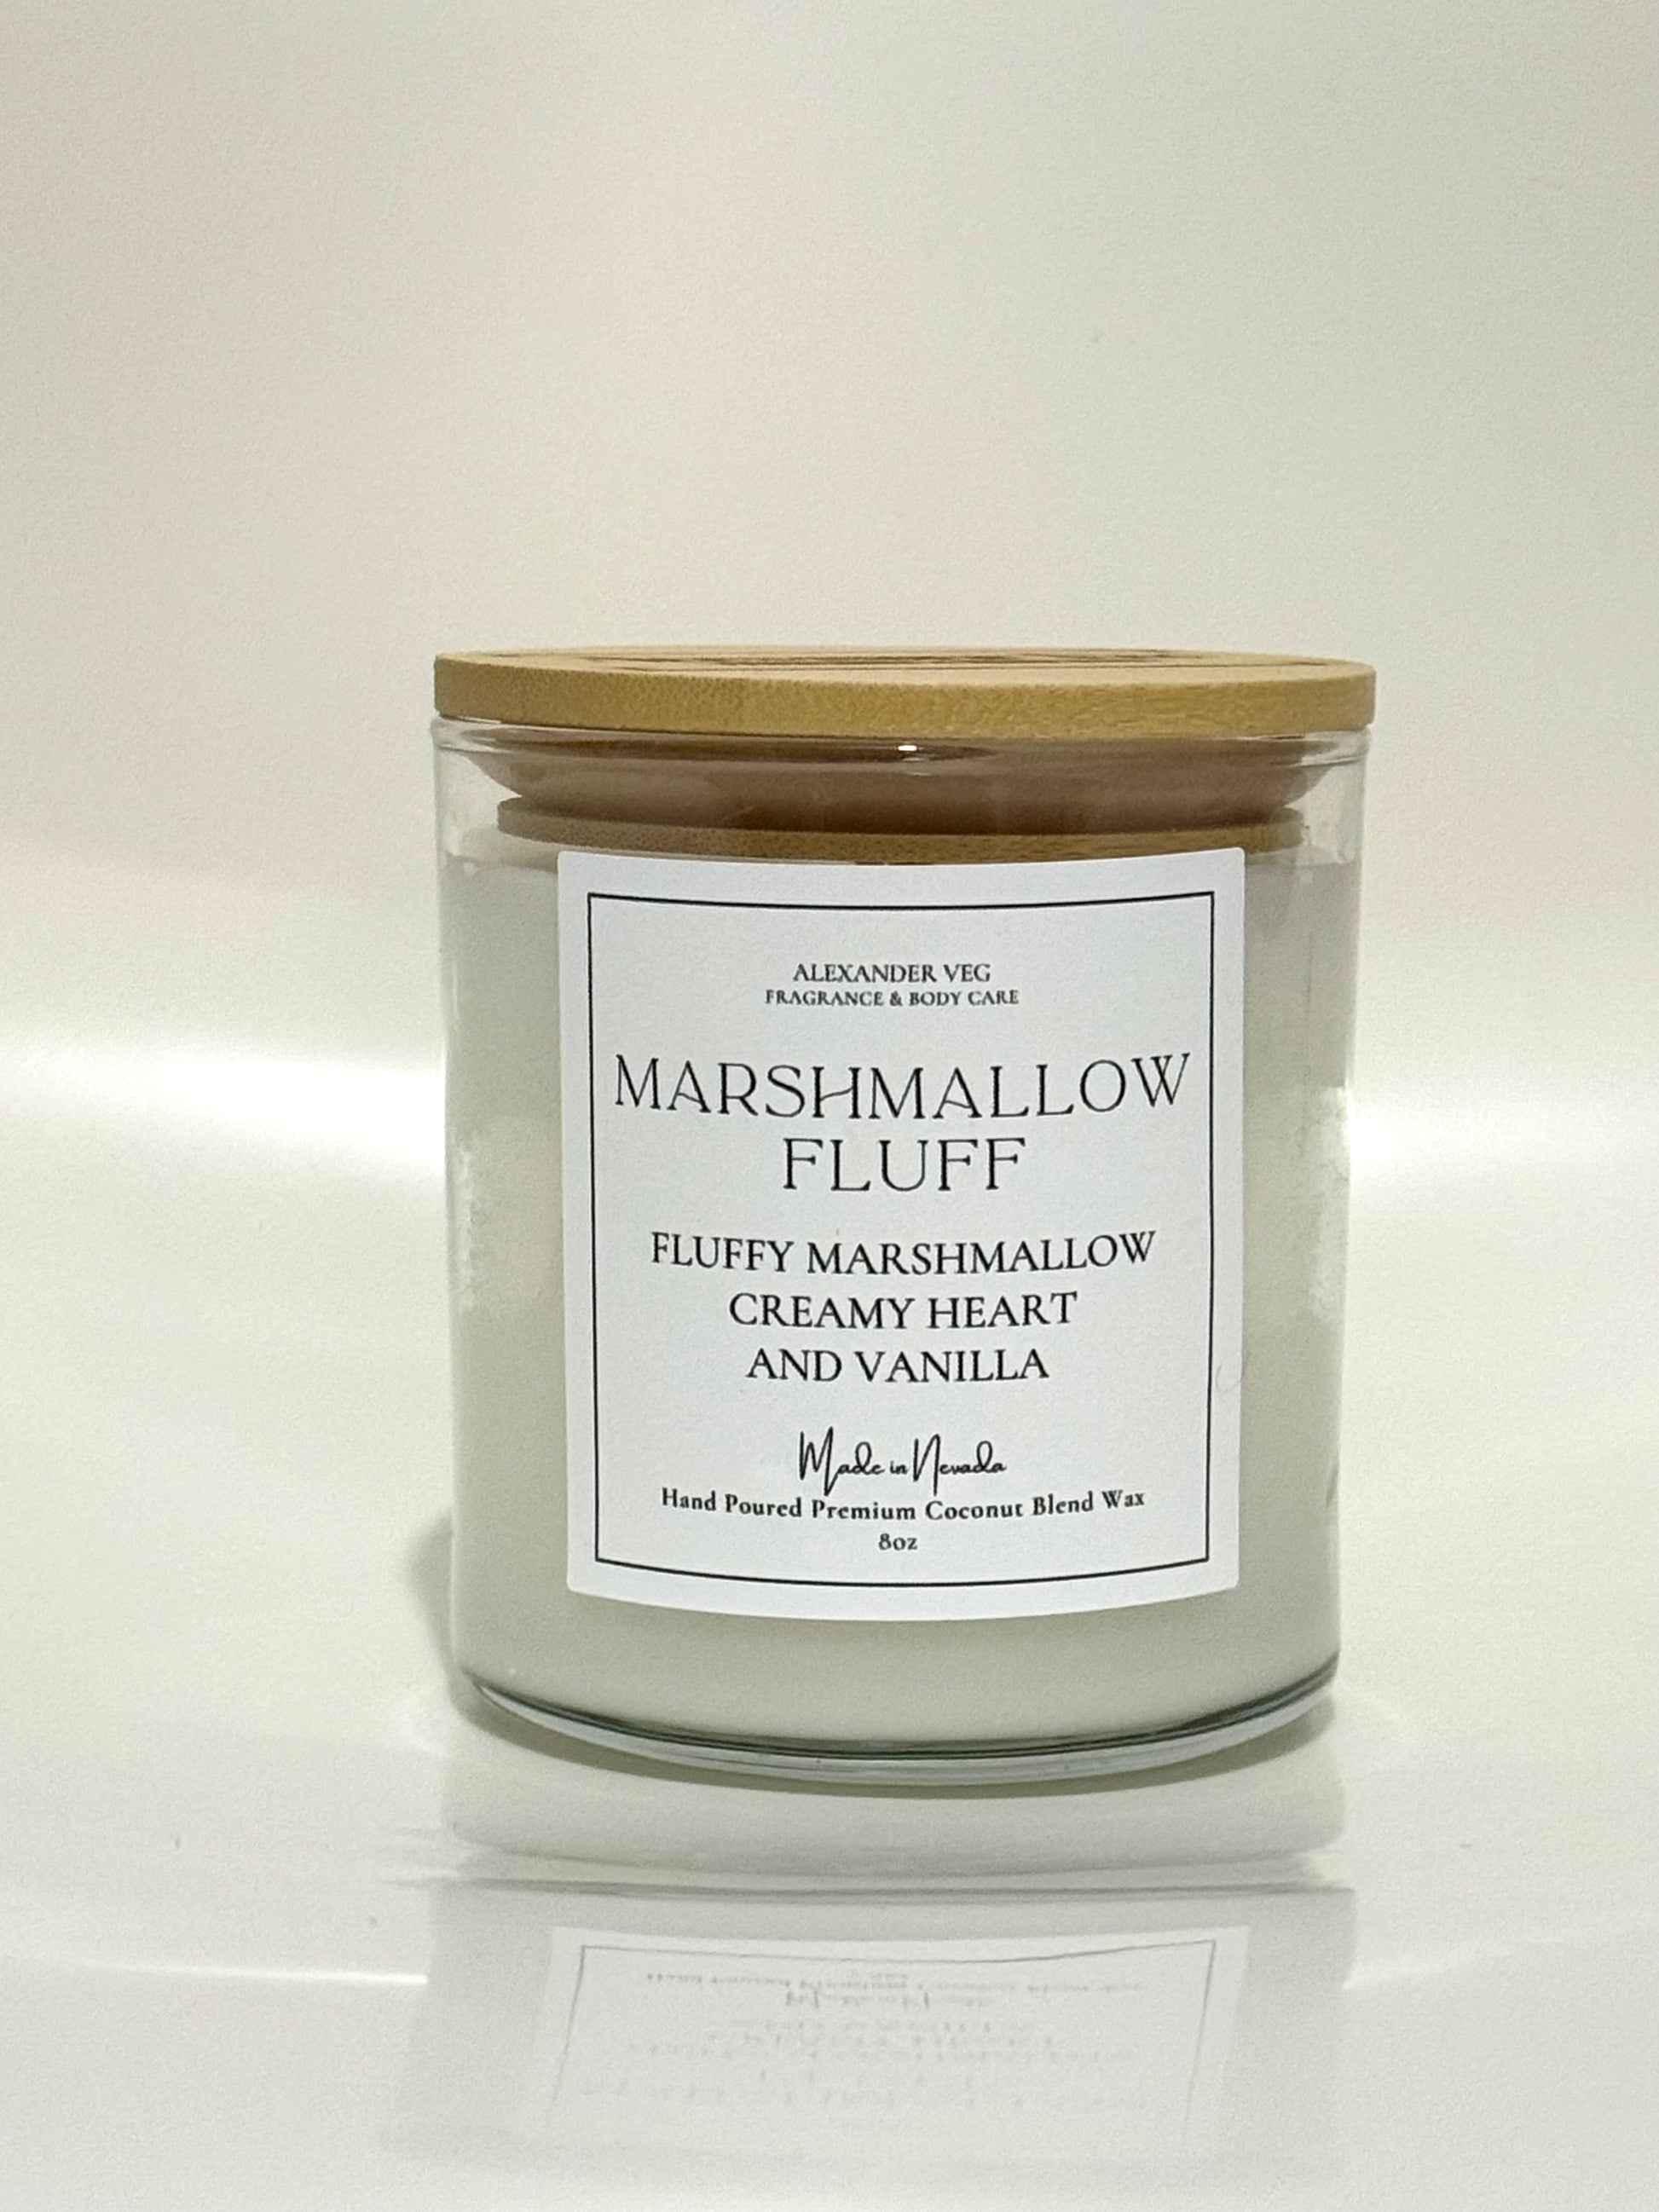 ALEXANDER VEG
FRAGRANCE & BODY CARE
MARSHMALLOW
FLUFF
FLUFFY MARSHMALLOW
CREAMY HEART
AND VANILLA
Made in Nevada
Hand Poured Premium Coconut Blend Wax
8oz